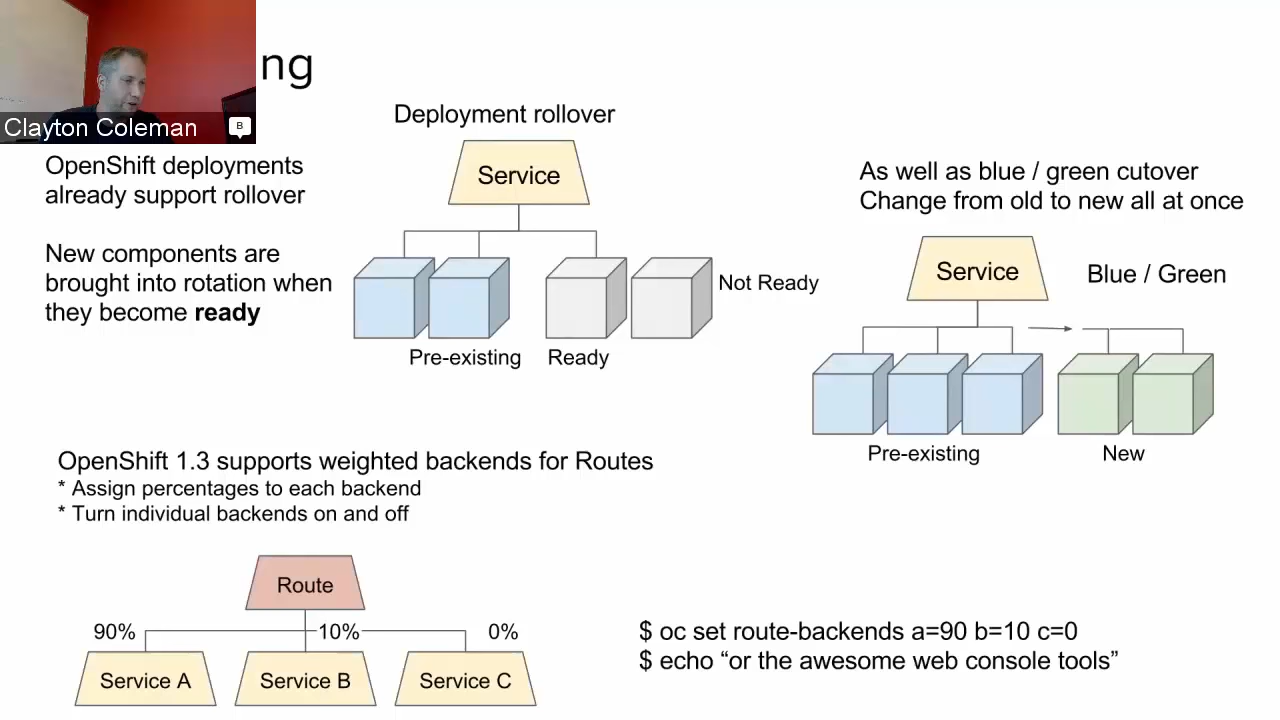 ng
Clayton Coleman
B
Deployment rollover
OpenShift deployments
already support rollover
New components are
brought into rotation when
they become ready
Service
Not Ready
Pre-existing
Ready
As well as blue / green cutover
Change from old to new all at once
Service
Blue / Green
Pre-existing
New
OpenShift 1.3 supports weighted backends for Routes
* Assign percentages to each backend
* Turn individual backends on and off
Route
90%
10%
0%
Service A
Service B
Service C
$ oc set route-backends a=90 b=10 c=0
$ echo “or the awesome web console tools”